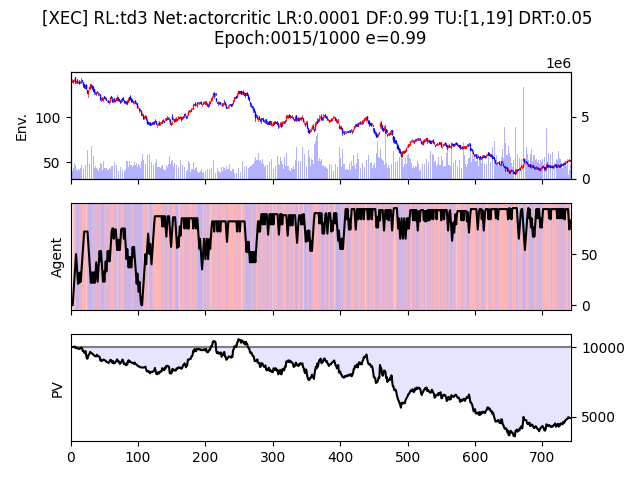 [XEC] RL:td3 Net:actorcritic LR:0.0001 DF:0.99 TU:[1,19] DRT:0.05
Epoch:0015/1000 e=0.99
1e6
Env.
100
50
5
0
Agent
50
0
PV
10000
5000
0 100 200 300 400 500 600 700